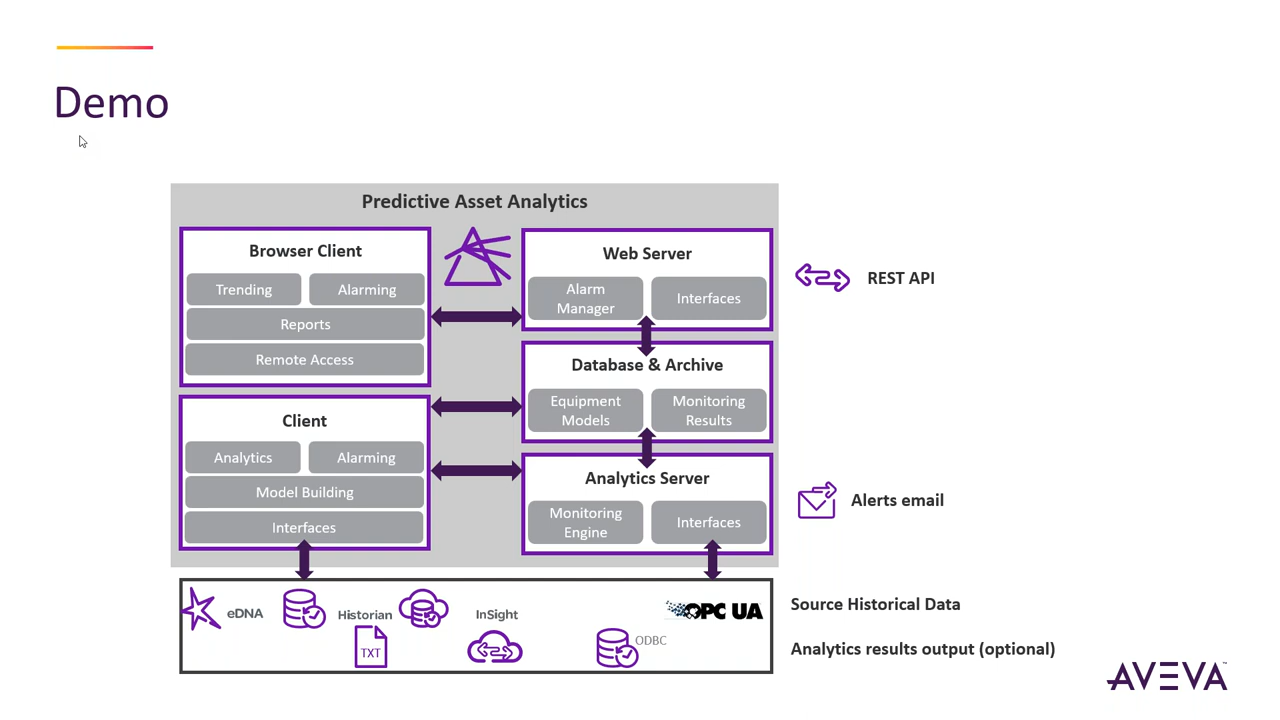 Demo
Predictive Asset Analytics
Browser Client
Trending
Alarming
Reports
Remote Access
Web Server
Alarm
Manager
Interfaces
REST API
Database & Archive
Equipment
Models
Monitoring
Results
Client
Analytics
Alarming
Model Building
Interfaces
Analytics Server
Monitoring
Engine
Interfaces
Alerts email
eDNA
Historian
TXT
InSight
ODBC
OPC UA
Source Historical Data
Analytics results output (optional)
AVEVA™